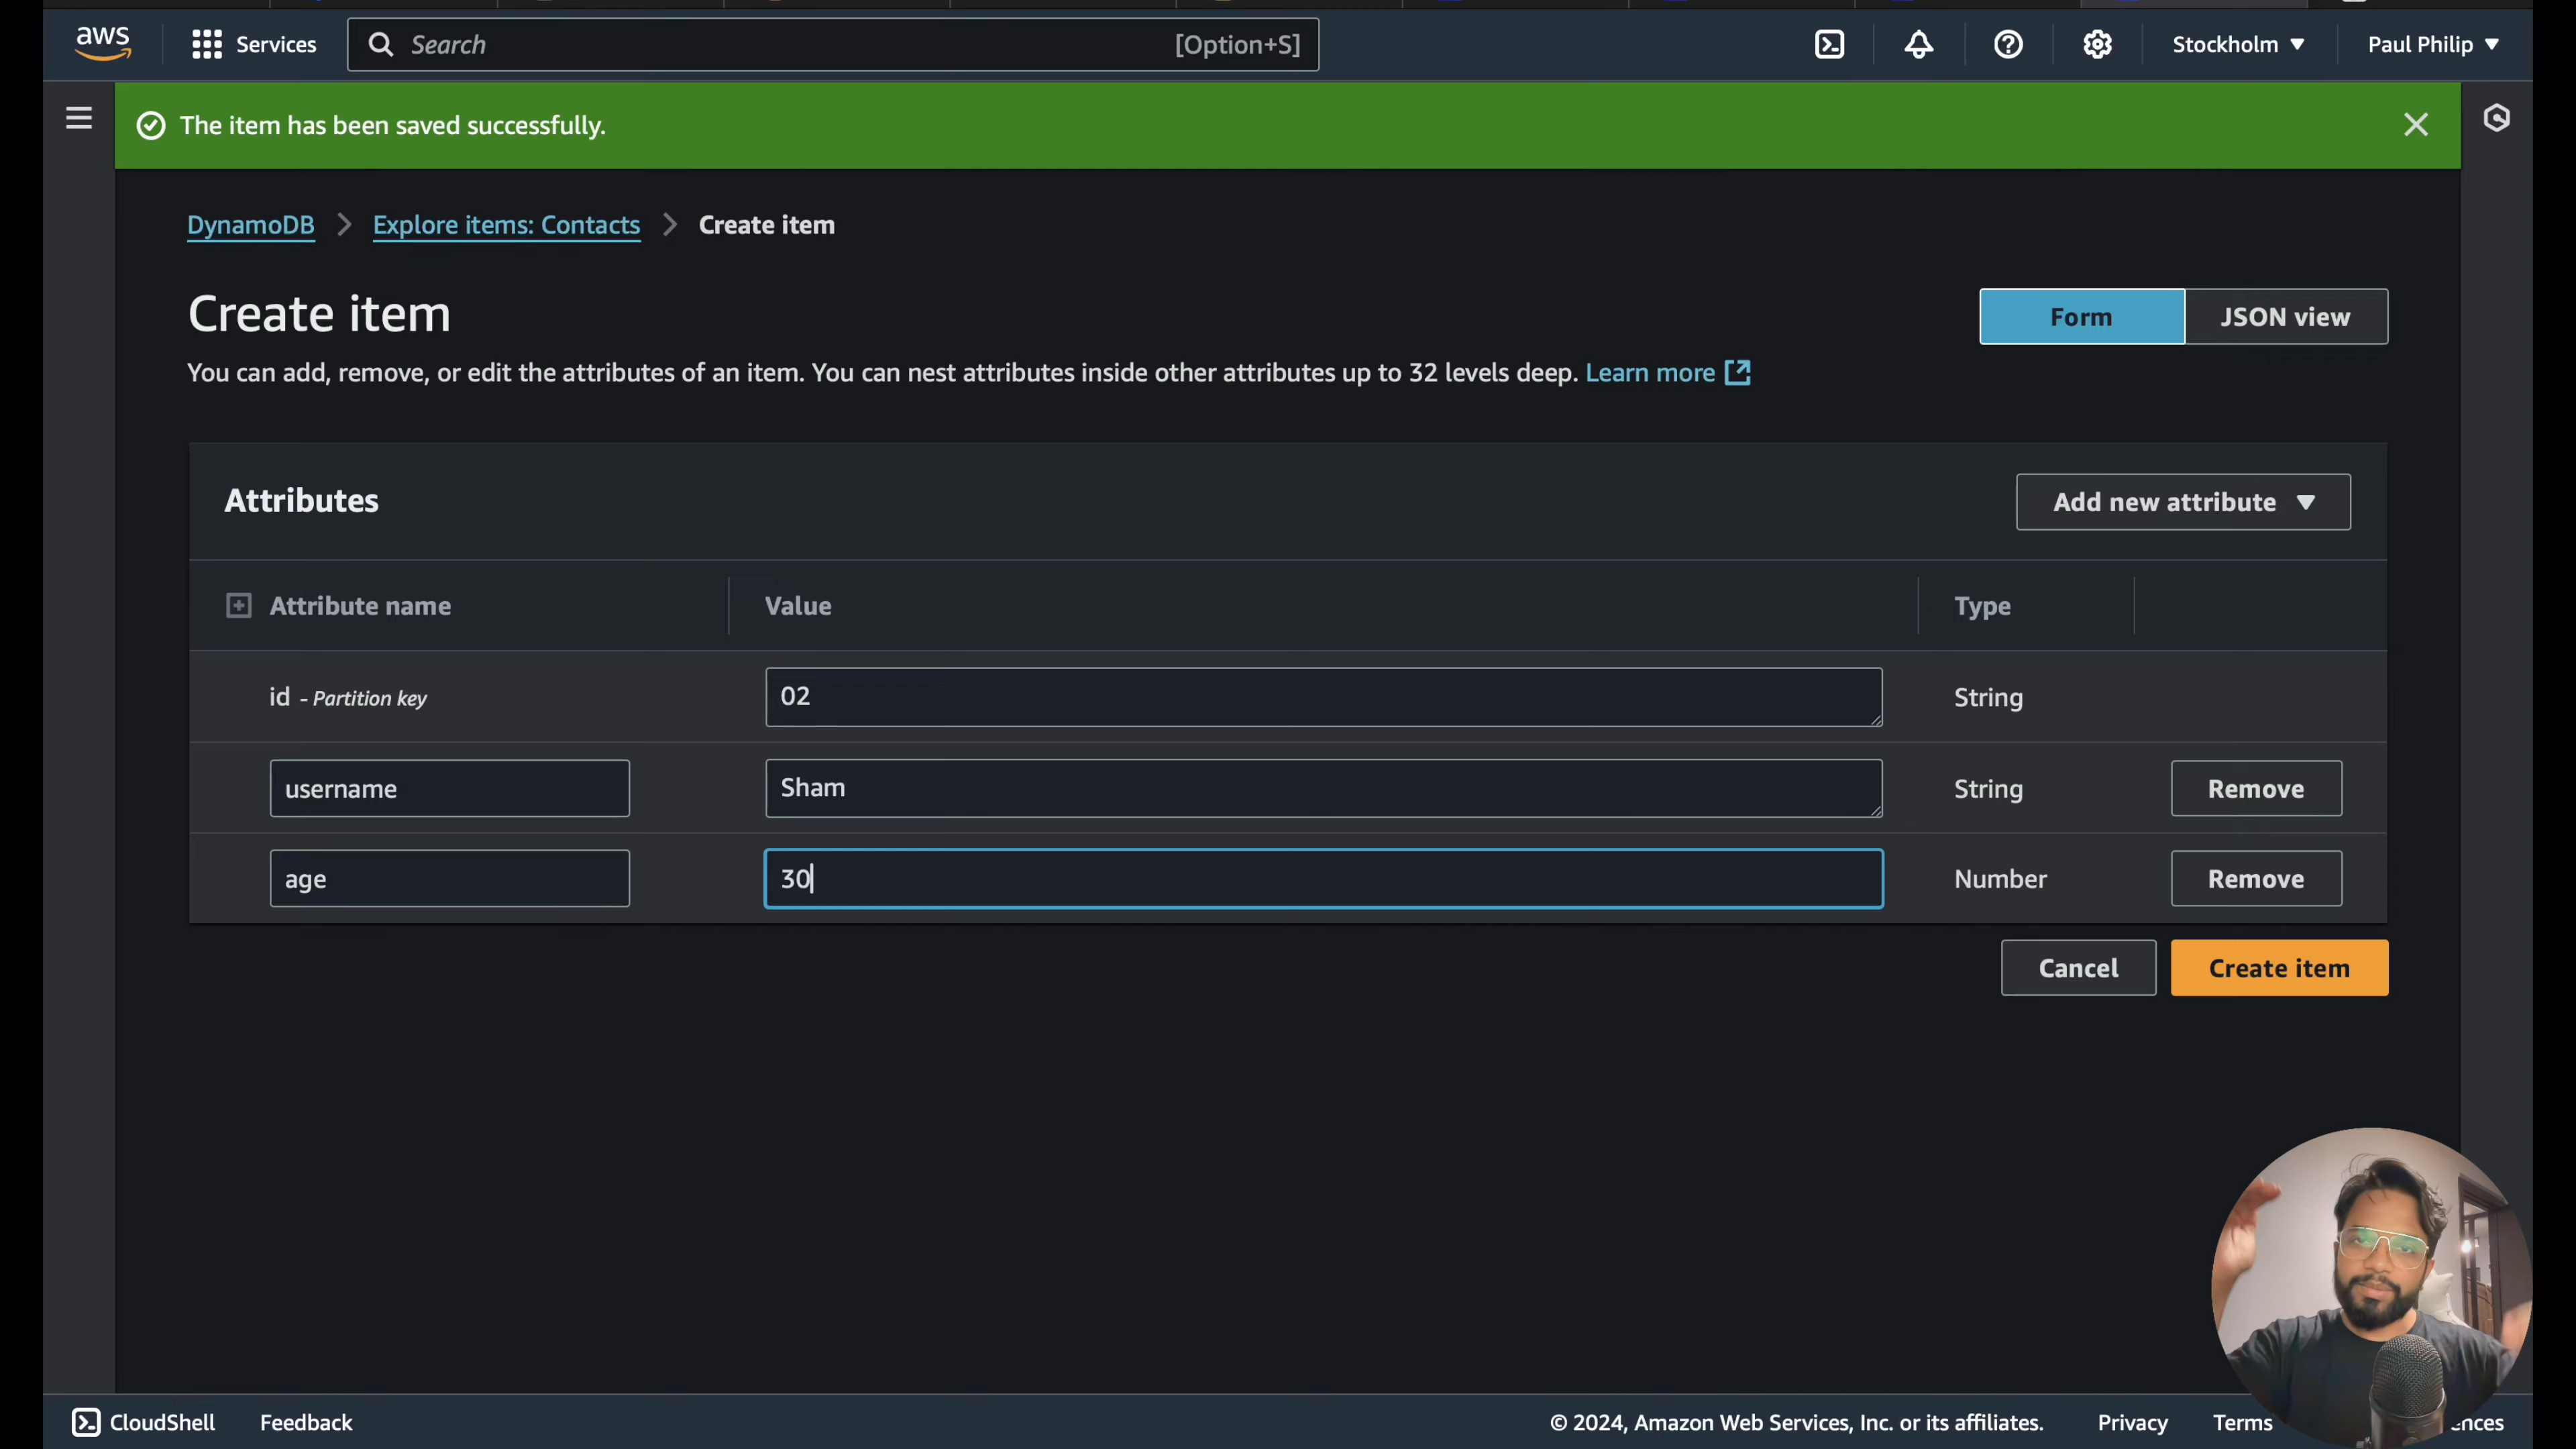 aws
Services
Search
[Option+S]
Stockholm
Paul Philip
The item has been saved successfully.
DynamoDB
Explore items: Contacts
Create item
Create item
Form
JSON view
You can add, remove, or edit the attributes of an item. You can nest attributes inside other attributes up to 32 levels deep. Learn more
Attributes
Add new attribute
Attribute name
Value
Type
id - Partition key
02
String
username
Sham
String
Remove
age
30
Number
Remove
Cancel
Create item
CloudShell
Feedback
© 2024, Amazon Web Services, Inc. or its affiliates.
Privacy
Terms